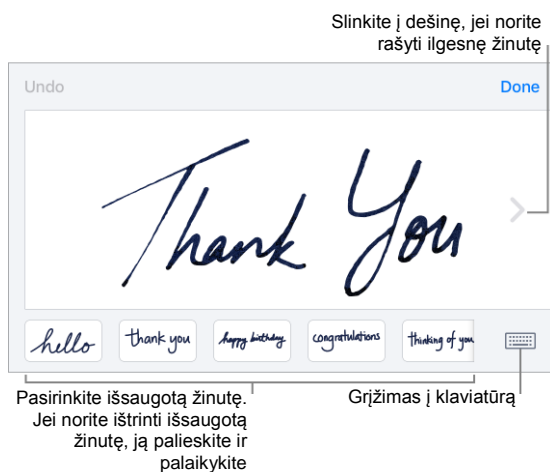 Slinkite į dešinę, jei norite
rašyti ilgesnę žinutę
Undo
Done
Thank You
hello
thank you
happy birthday
congratulations
thinking of you
Pasirinkite išsaugotą žinutę.
Jei norite ištrinti išsaugotą
žinutę, ją palieskite ir
palaikykite
Grįžimas į klaviatūrą